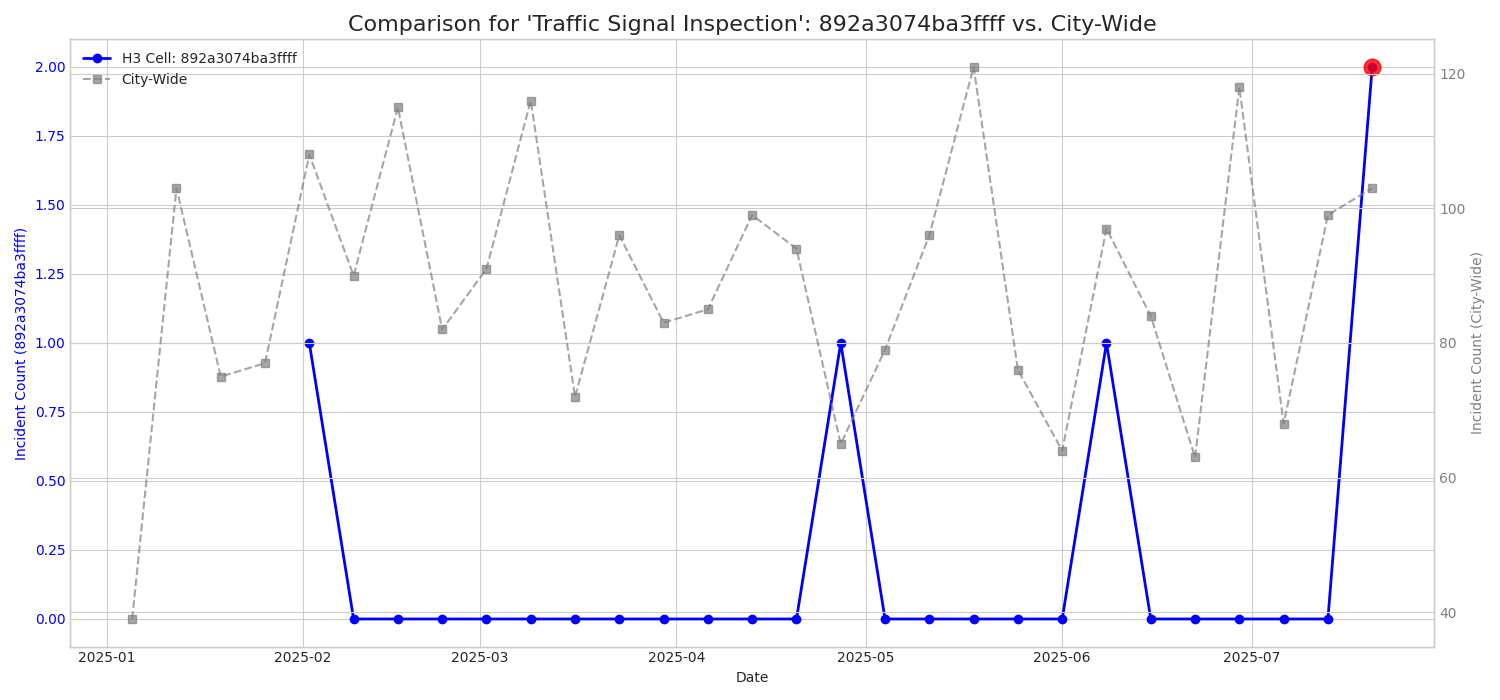 Comparison for 'Traffic Signal Inspection': 892a3074ba3ffff vs. City-Wide
H3 Cell: 892a3074ba3ffff
City-Wide
Incident Count (892a3074ba3ffff)
2.00
1.75
1.50
1.25
1.00
0.75
0.50
0.25
0.00
120
100
80
60
40
Incident Count (City-Wide)
2025-01 2025-02 2025-03 2025-04 2025-05 2025-06 2025-07
Date